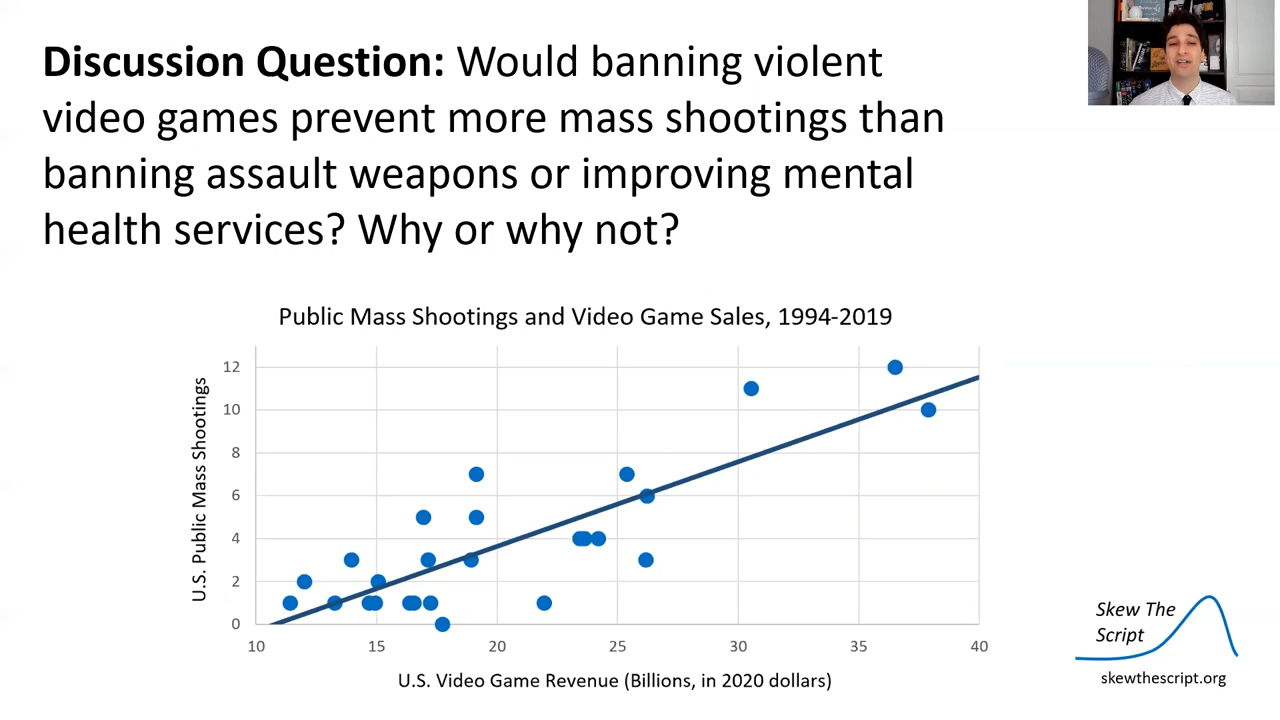 Discussion Question: Would banning violent
video games prevent more mass shootings than
banning assault weapons or improving mental
health services? Why or why not?
Public Mass Shootings and Video Game Sales, 1994-2019
U.S. Public Mass Shootings
12
10
8
6
4
2
0
10 15 20 25 30 35 40
U.S. Video Game Revenue (Billions, in 2020 dollars)
Skew The
Script
skewthescript.org